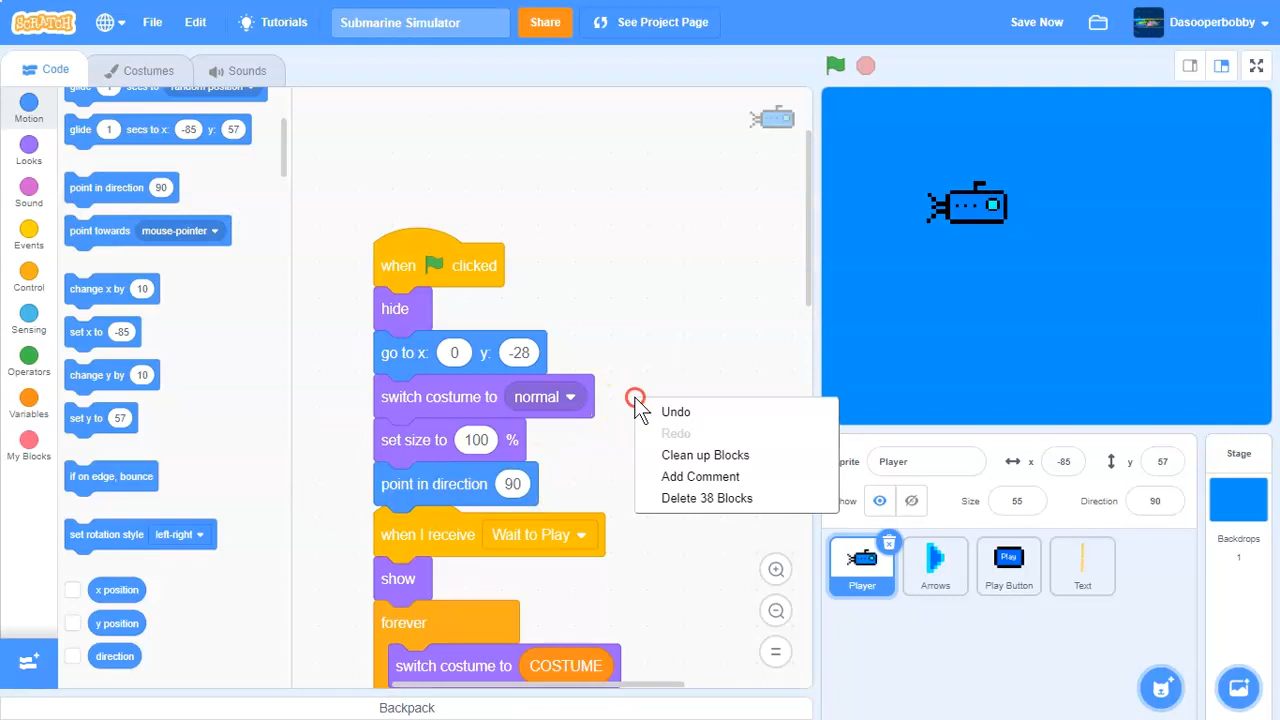 SCRATCH
File
Edit
Tutorials
Submarine Simulator
Share
See Project Page
Save Now
Dasooperbobby
Code
Costumes
Sounds
Motion
Looks
Sound
Events
Control
Sensing
Operators
Variables
My Blocks
glide 1 secs to random position
glide 1 secs to x: -85 y: 57
point in direction 90
point towards mouse-pointer
change x by 10
set x to -85
change y by 10
set y to 57
if on edge, bounce
set rotation style left-right
x position
y position
direction
when clicked
hide
go to x: 0 y: -28
switch costume to normal
set size to 100 %
point in direction 90
when I receive Wait to Play
show
forever
switch costume to COSTUME
Undo
Redo
Clean up Blocks
Add Comment
Delete 38 Blocks
Backpack
Player
x -85
y 57
Size 55
Direction 90
Player
Arrows
Play
Play Button
Text
Stage
Backdrops
1